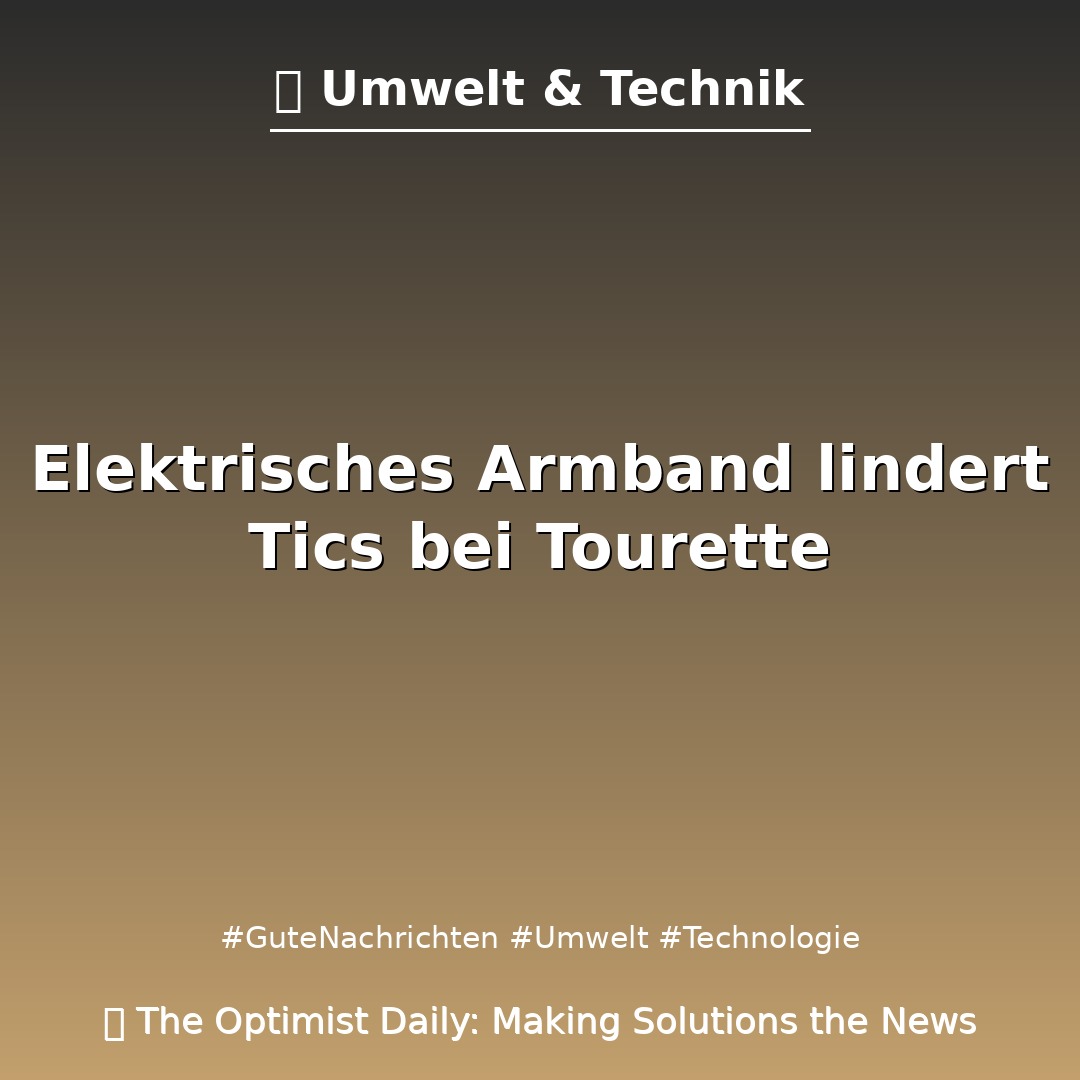 Umwelt & Technik
Elektrisches Armband lindert
Tics bei Tourette
#GuteNachrichten #Umwelt #Technologie
The Optimist Daily: Making Solutions the News